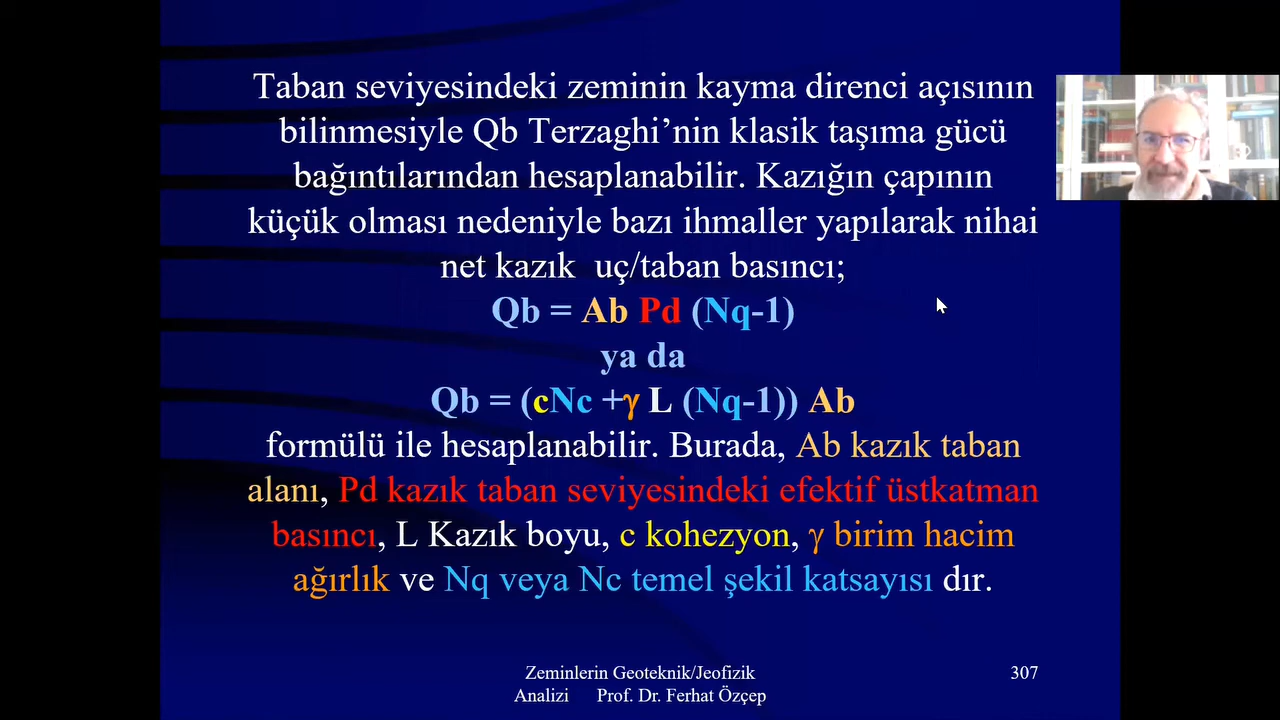 Taban seviyesindeki zeminin kayma direnci açısının
bilinmesiyle Qb Terzaghi’nin klasik taşıma gücü
bağıntılarından hesaplanabilir. Kazığın çapının
küçük olması nedeniyle bazı ihmaller yapılarak nihai
net kazık uç/taban basıncı;
Qb = Ab Pd (Nq-1)
ya da
Qb = (cNc +γ L (Nq-1)) Ab
formülü ile hesaplanabilir. Burada, Ab kazık taban
alanı, Pd kazık taban seviyesindeki efektif üstkatman
basıncı, L Kazık boyu, c kohezyon, γ birim hacim
ağırlık ve Nq veya Nc temel şekil katsayısı dır.
Zeminlerin Geoteknik/Jeofizik
Analizi Prof. Dr. Ferhat Özçep
307